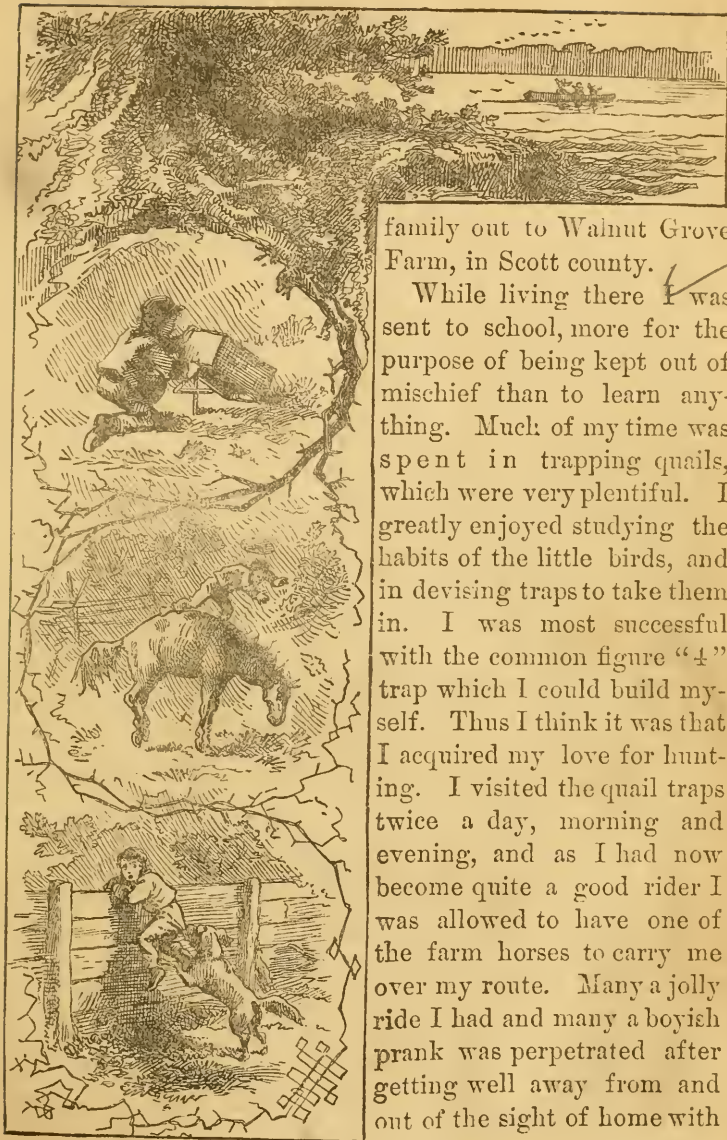 family out to Walnut Grove
Farm, in Scott county.
While living there I was
sent to school, more for the
purpose of being kept out of
mischief than to learn any-
thing. Much of my time was
spent in trapping quails,
which were very plentiful. I
greatly enjoyed studying the
habits of the little birds, and
in devising traps to take them
in. I was most successful
with the common figure "4"
trap which I could build my-
self. Thus I think it was that
I acquired my love for hunt-
ing. I visited the quail traps
twice a day, morning and
evening, and as I had now
become quite a good rider I
was allowed to have one of
the farm horses to carry me
over my route. Many a jolly
ride I had and many a boyish
prank was perpetrated after
getting well away from and
out of the sight of home with